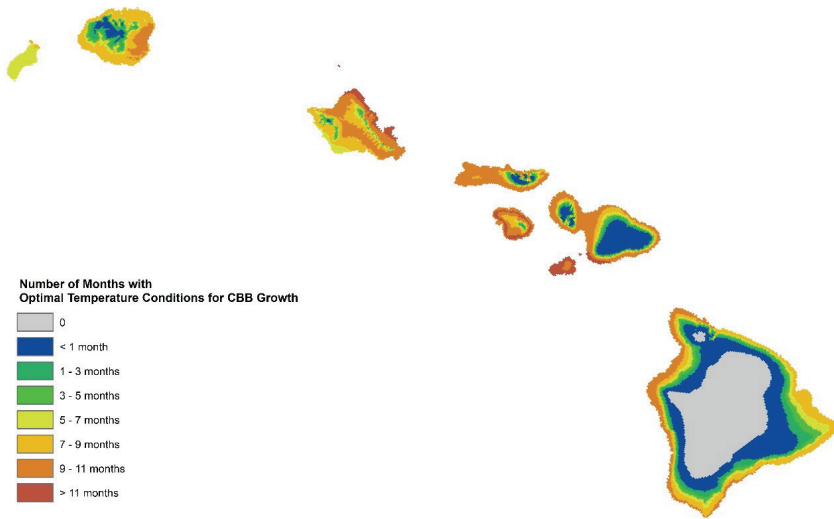 Number of Months with
Optimal Temperature Conditions for CBB Growth
0
< 1 month
1 - 3 months
3 - 5 months
5 - 7 months
7 - 9 months
9 - 11 months
> 11 months